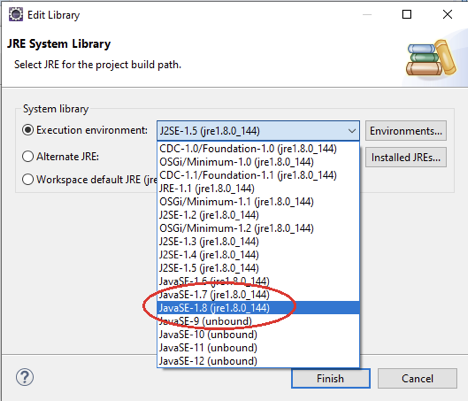 Edit Library
JRE System Library
Select JRE for the project build path.
System library
Execution environment: J2SE-1.5 (jre1.8.0_144) Environments...
CDC-1.0/Foundation-1.0 (jre1.8.0_144)
Alternate JRE: OSGi/Minimum-1.0 (jre1.8.0_144) Installed JREs...
CDC-1.1/Foundation-1.1 (jre1.8.0_144)
Workspace default JRE (jre JRE-1.1 (jre1.8.0_144)
OSGi/Minimum-1.1 (jre1.8.0_144)
J2SE-1.2 (jre1.8.0_144)
OSGi/Minimum-1.2 (jre1.8.0_144)
J2SE-1.3 (jre1.8.0_144)
J2SE-1.4 (jre1.8.0_144)
J2SE-1.5 (jre1.8.0_144)
JavaSE-1.6 (jre1.8.0_144)
JavaSE-1.7 (jre1.8.0_144)
JavaSE-1.8 (jre1.8.0_144)
JavaSE-9 (unbound)
JavaSE-10 (unbound)
JavaSE-11 (unbound)
JavaSE-12 (unbound)
? Finish Cancel